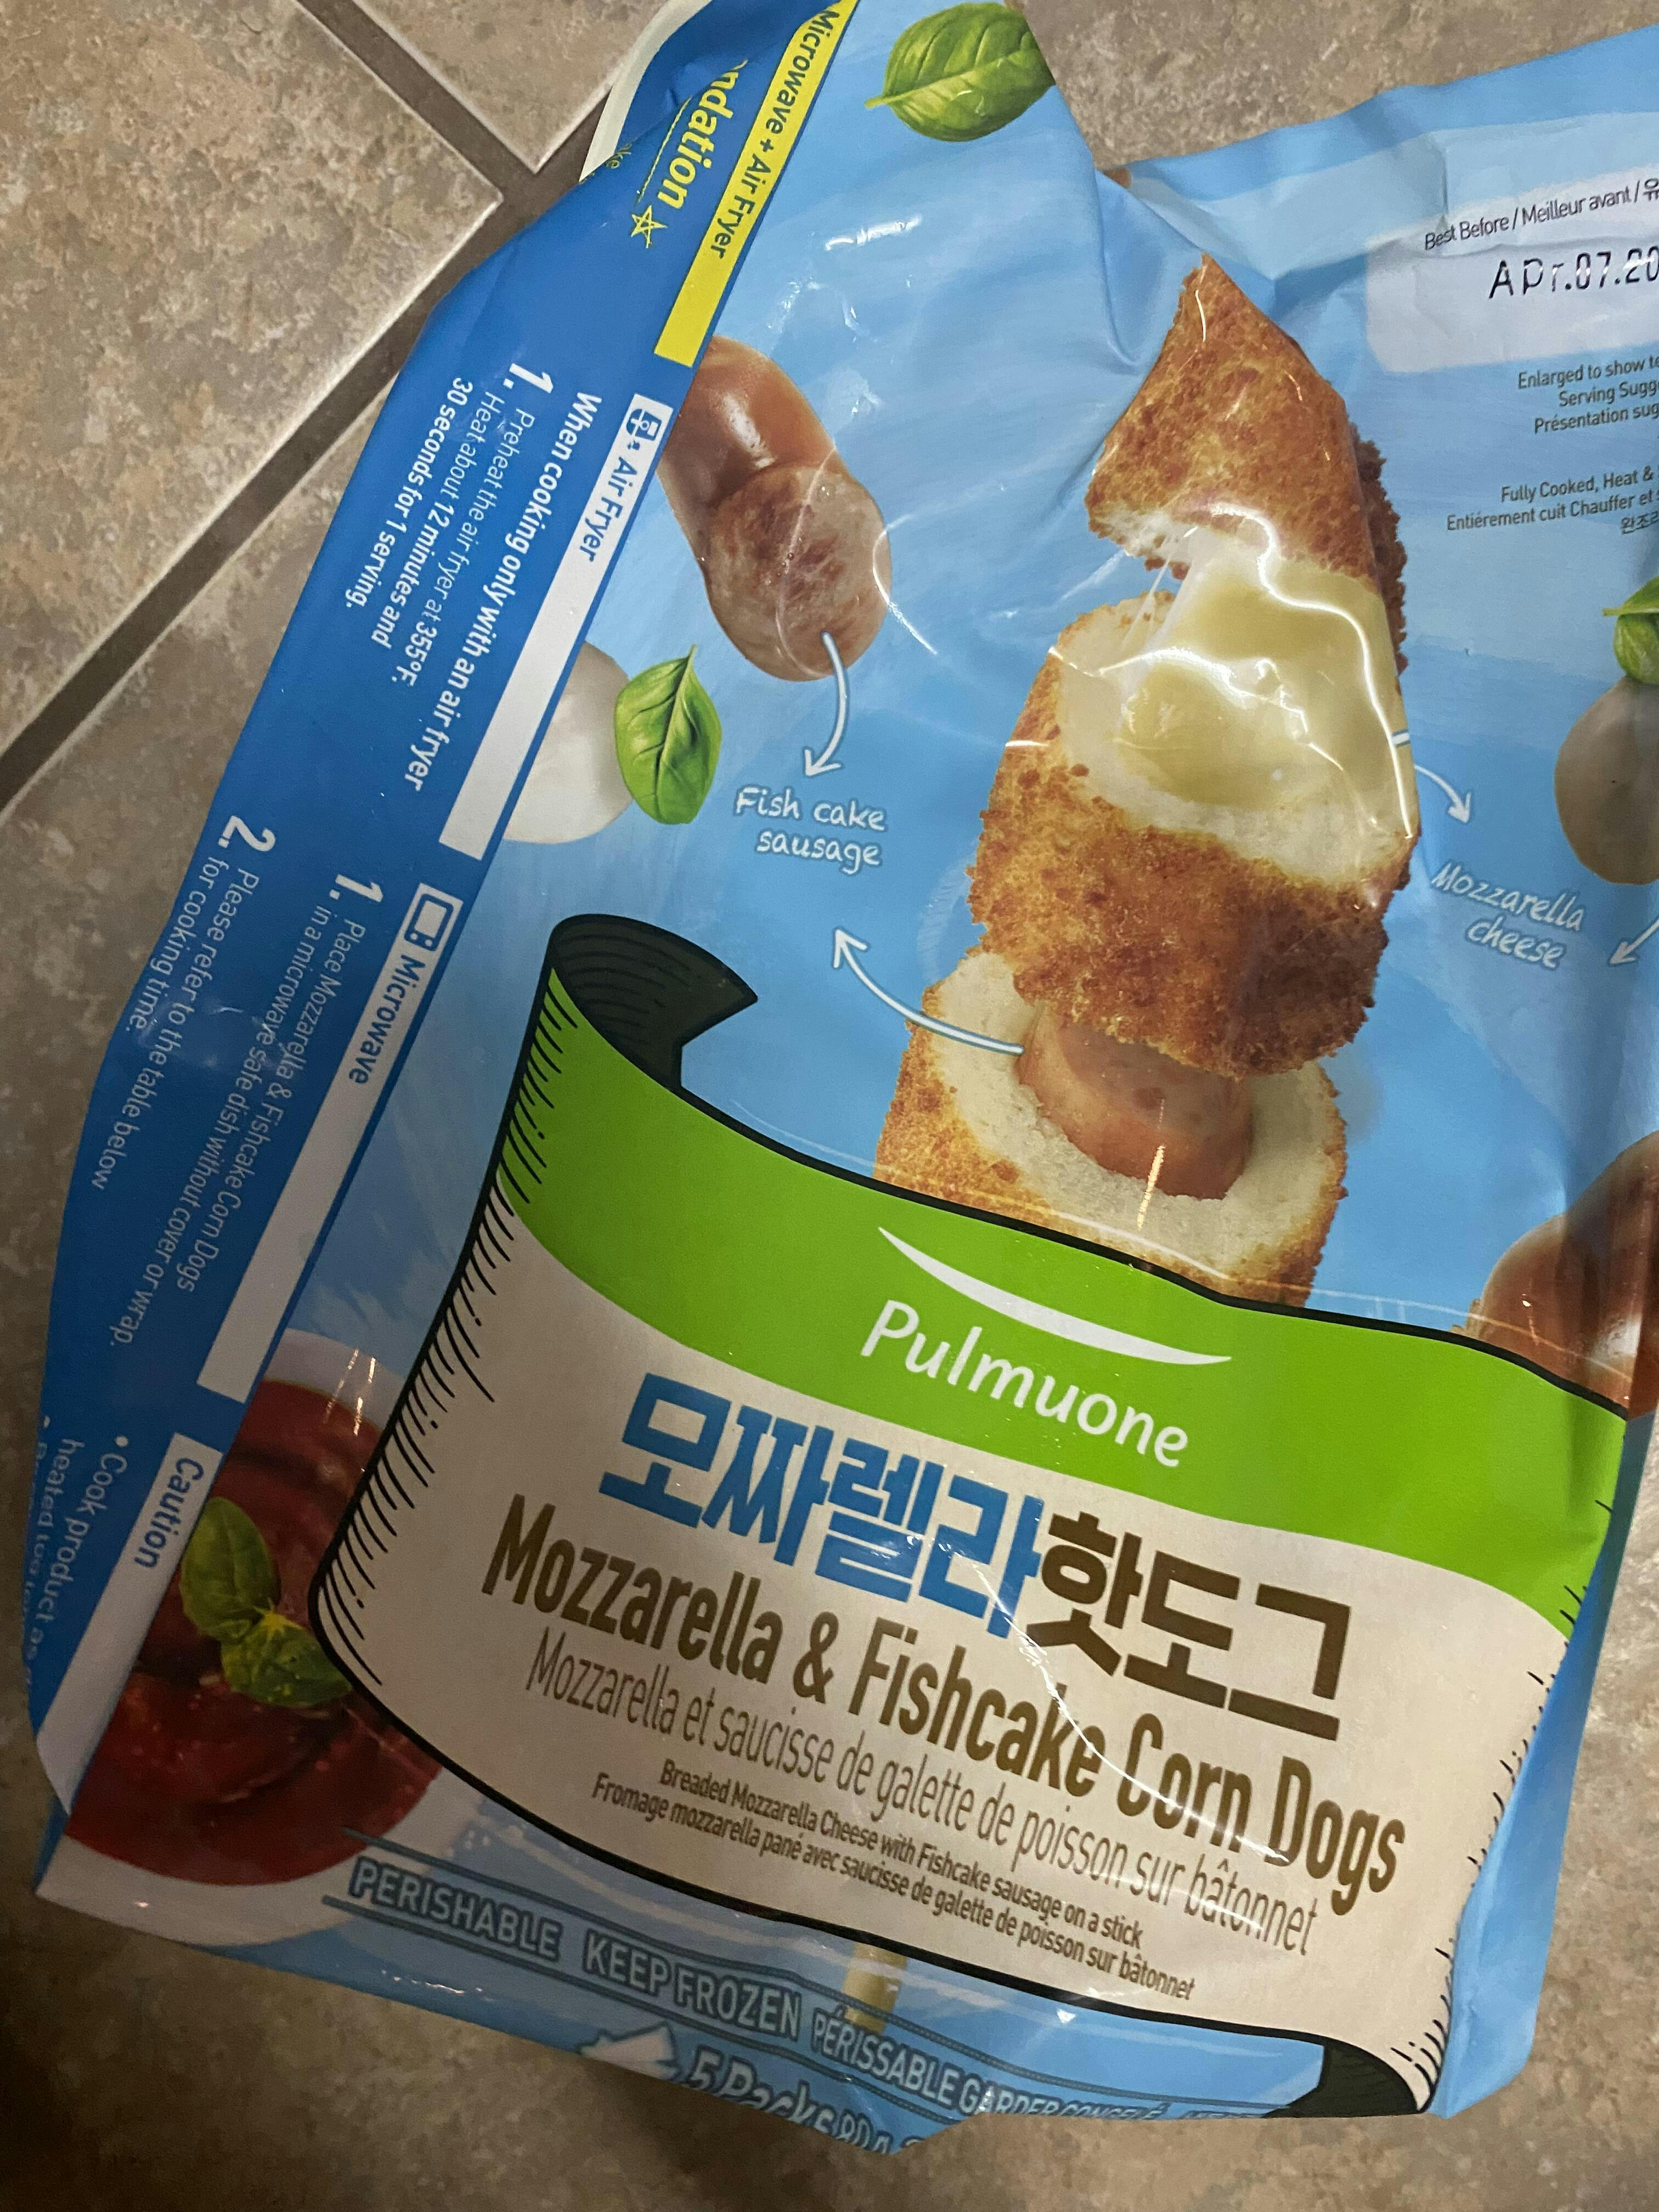 Best Before / Meilleur avant /
Apr.07.20
Enlarged to show
Serving
Présentation
Fully Cooked, Heat &
Entiérement cuit Chauffer et
Fish cake
sausage
Mozzarella
cheese
Pulmuone
모짜렐라핫도그
Mozzarella & Fishcake Corn Dogs
Mozzarella et saucisse de galette de poisson sur bâtonnet
Breaded Mozzarella Cheese with Fishcake sausage on a stick
Fromage mozzarella pané avec saucisse de galette de poisson sur bâtonnet
PERISHABLE KEEP FROZEN PÉRISSABLE GARDER CONGELÉ
5 Packs 80g
Microwave + Air Fryer
Air Fryer
When cooking only with an air fryer
1. Preheat the air fryer at 355°F.
Heat about 12 minutes and
30 seconds for 1 serving.
Microwave
1. Place Mozzarella & Fishcake Corn Dogs
in a microwave safe dish without cover or wrap.
2. Please refer to the table below
for cooking time.
Caution
• Cook product
heated